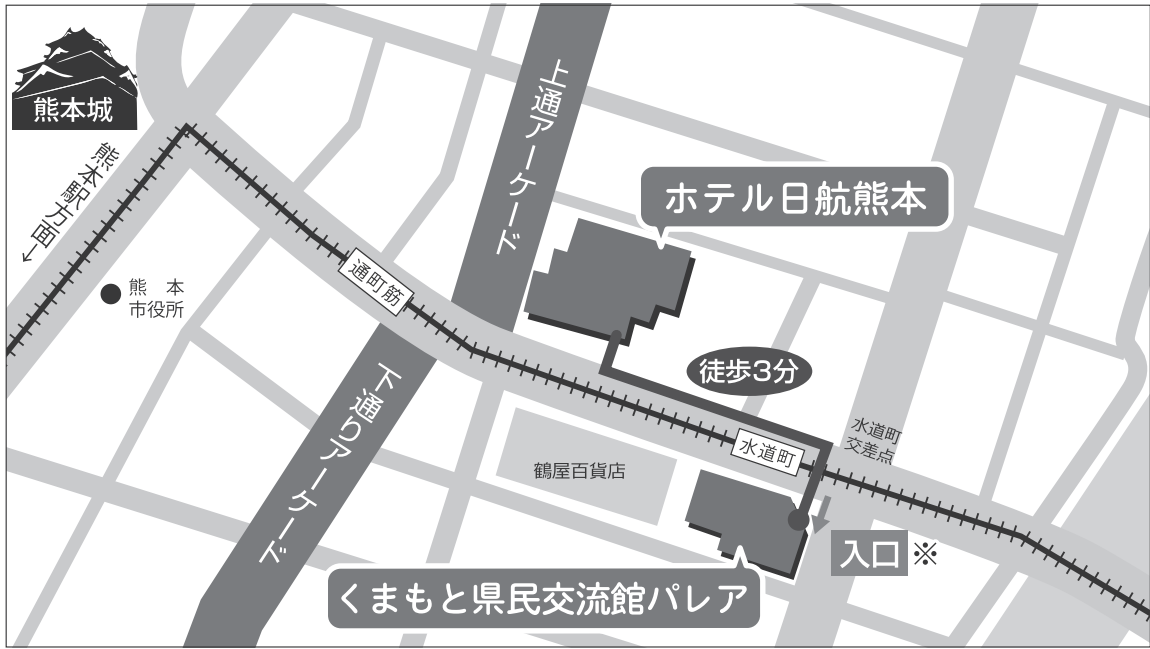 熊本城
熊本駅方面←
熊本
市役所
通町筋
上通アーケード
下通りアーケード
ホテル日航熊本
徒歩3分
水道町
交差点
水道町
鶴屋百貨店
入口※
くまもと県民交流館パレア